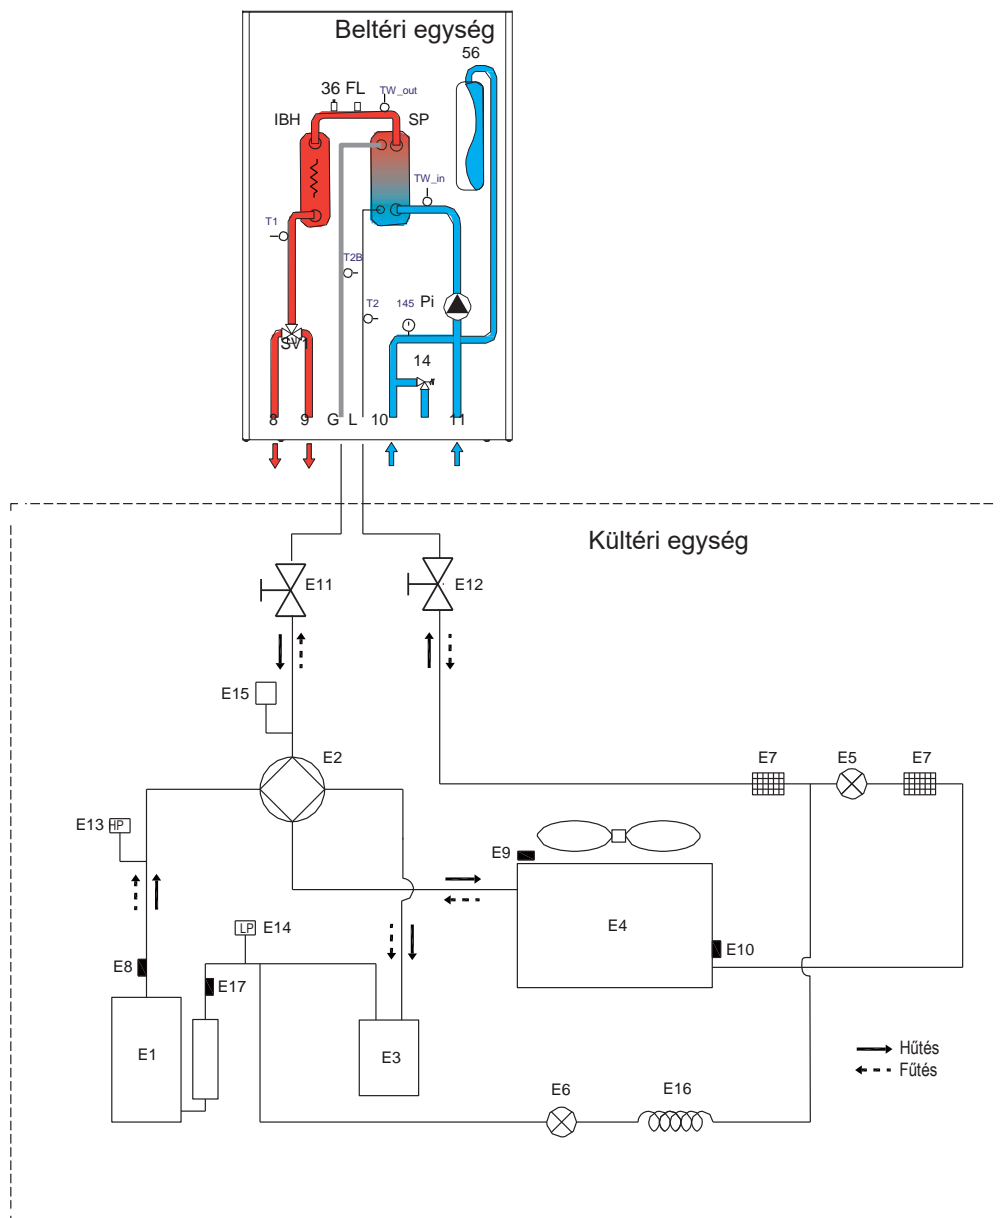 Beltéri egység
56
36 FL
TW_out
IBH
SP
TW_in
T1
T2B
T2
145
Pi
SV1
14
8
9
G
L
10
11
Kültéri egység
E11
E12
E15
E2
E7
E5
E7
E13
HP
E9
E4
E14
LP
E10
E8
E17
E1
E3
Hűtés
Fűtés
E6
E16